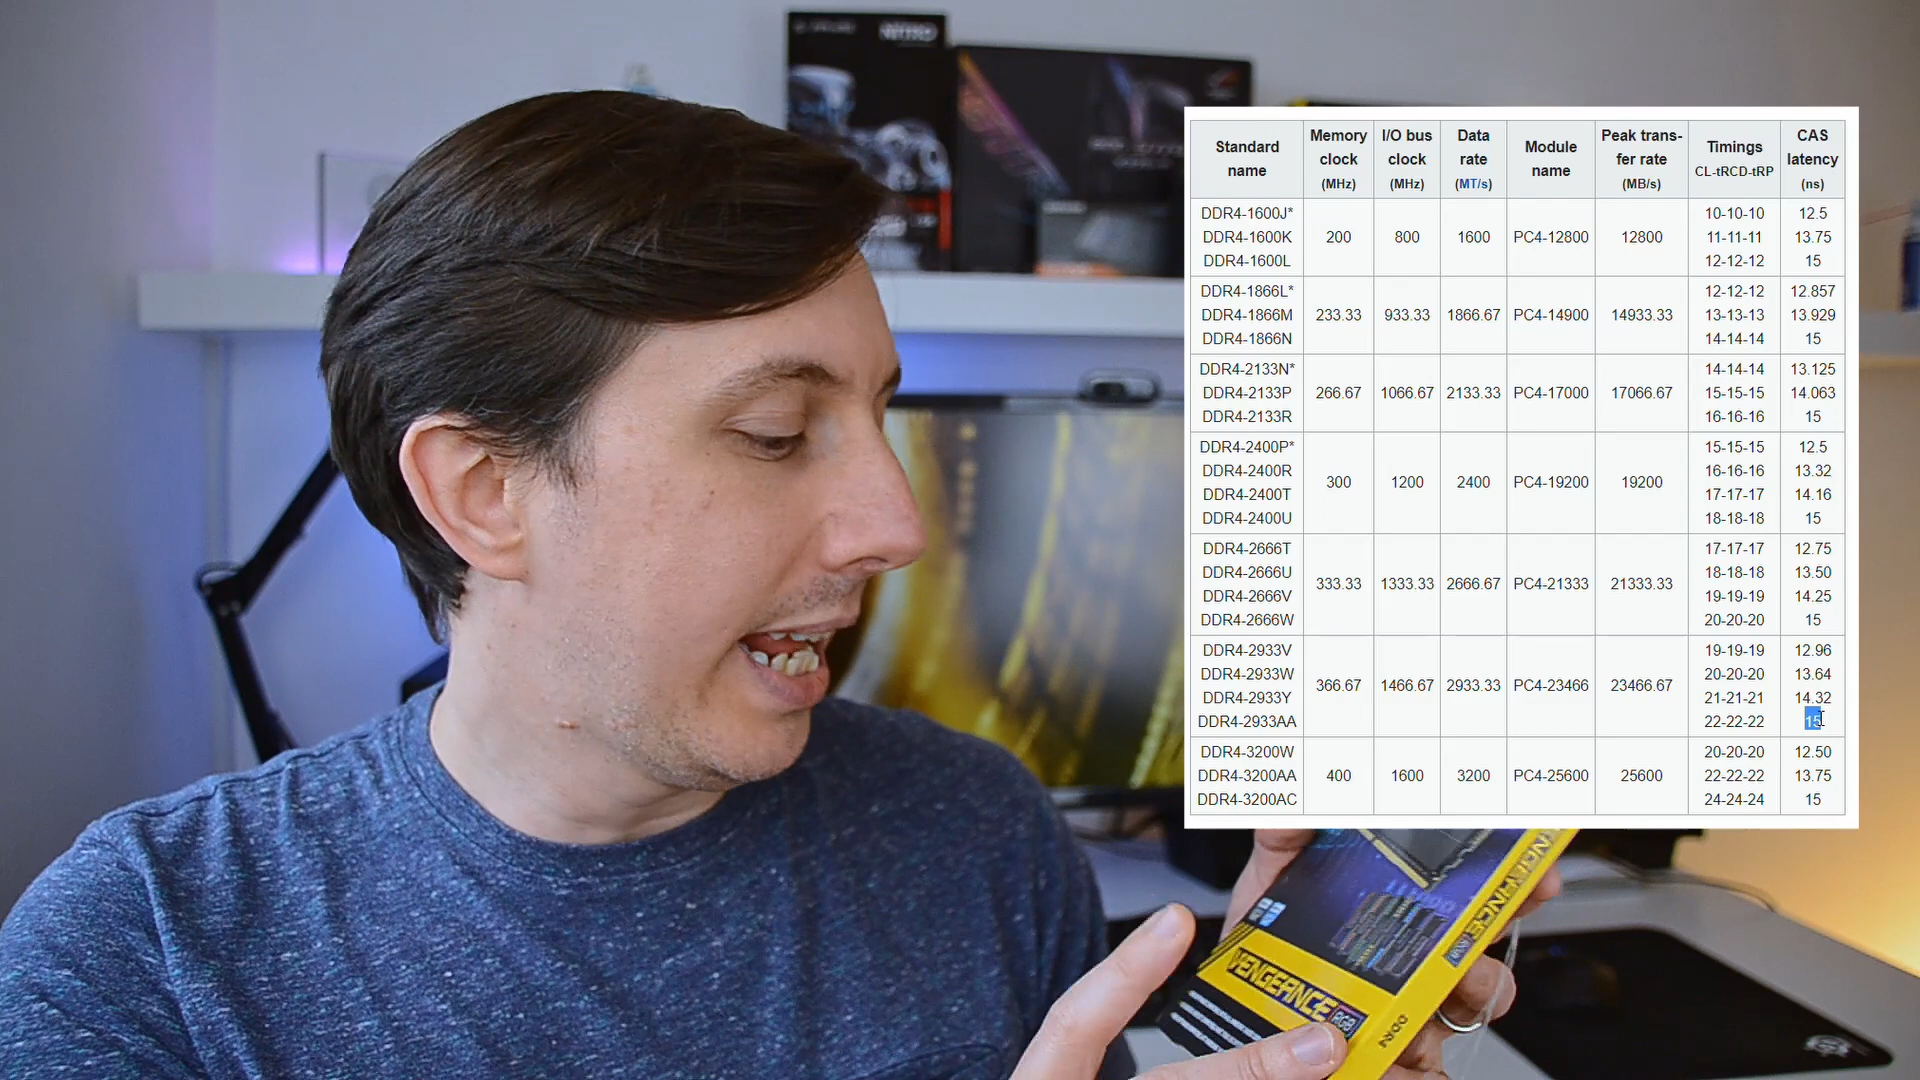 NITRO
Standard name | Memory clock (MHz) | I/O bus clock (MHz) | Data rate (MT/s) | Module name | Peak trans-fer rate (MB/s) | Timings CL-tRCD-tRP | CAS latency (ns)
DDR4-1600J* 10-10-10 12.5
DDR4-1600K 200 800 1600 PC4-12800 12800 11-11-11 13.75
DDR4-1600L 12-12-12 15
DDR4-1866L* 12-12-12 12.857
DDR4-1866M 233.33 933.33 1866.67 PC4-14900 14933.33 13-13-13 13.929
DDR4-1866N 14-14-14 15
DDR4-2133N* 14-14-14 13.125
DDR4-2133P 266.67 1066.67 2133.33 PC4-17000 17066.67 15-15-15 14.063
DDR4-2133R 16-16-16 15
DDR4-2400P* 15-15-15 12.5
DDR4-2400R 16-16-16 13.32
300 1200 2400 PC4-19200 19200
DDR4-2400T 17-17-17 14.16
DDR4-2400U 18-18-18 15
DDR4-2666T 17-17-17 12.75
DDR4-2666U 18-18-18 13.50
333.33 1333.33 2666.67 PC4-21333 21333.33
DDR4-2666V 19-19-19 14.25
DDR4-2666W 20-20-20 15
DDR4-2933V 19-19-19 12.96
DDR4-2933W 20-20-20 13.64
366.67 1466.67 2933.33 PC4-23466 23466.67
DDR4-2933Y 21-21-21 14.32
DDR4-2933AA 22-22-22 15
DDR4-3200W 20-20-20 12.50
DDR4-3200AA 400 1600 3200 PC4-25600 25600 22-22-22 13.75
DDR4-3200AC 24-24-24 15
VENGEANCE RGB
VENGEANCE RGB
DDR4